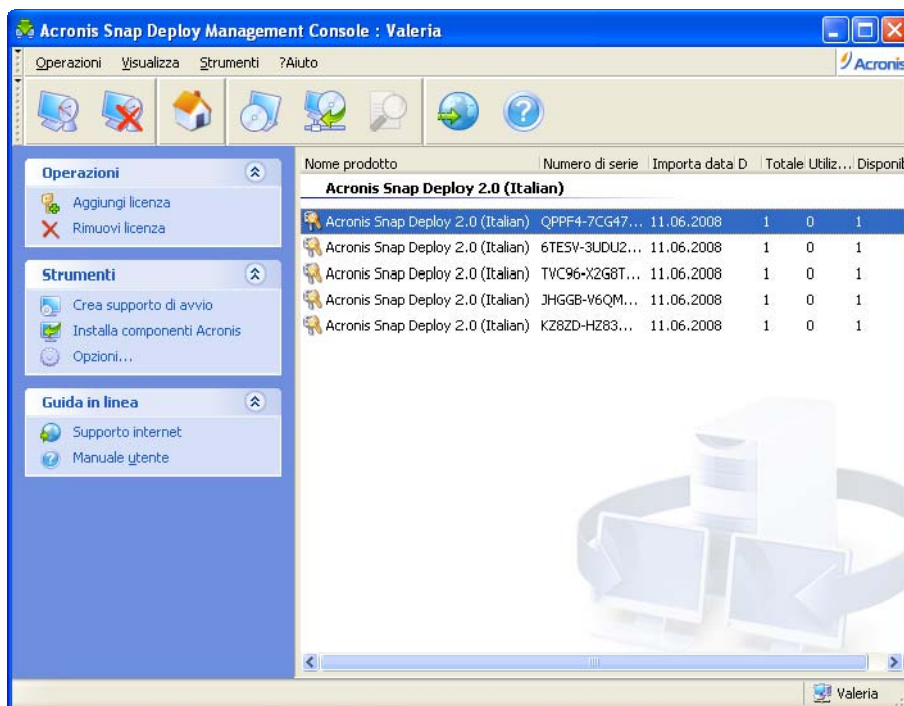 Acronis Snap Deploy Management Console : Valeria
Operazioni Visualizza Strumenti ?Aiuto
Acronis
Operazioni
Aggiungi licenza
Rimuovi licenza
Strumenti
Crea supporto di avvio
Installa componenti Acronis
Opzioni...
Guida in linea
Supporto internet
Manuale utente
Nome prodotto Numero di serie Importa data D Totale Utiliz... Disponib
Acronis Snap Deploy 2.0 (Italian)
Acronis Snap Deploy 2.0 (Italian) QPPF4-7CG47... 11.06.2008 1 0 1
Acronis Snap Deploy 2.0 (Italian) 6TESV-3UDU2... 11.06.2008 1 0 1
Acronis Snap Deploy 2.0 (Italian) TVC96-X2G8T... 11.06.2008 1 0 1
Acronis Snap Deploy 2.0 (Italian) JHGGB-V6QM... 11.06.2008 1 0 1
Acronis Snap Deploy 2.0 (Italian) KZ8ZD-HZ83... 11.06.2008 1 0 1
Valeria